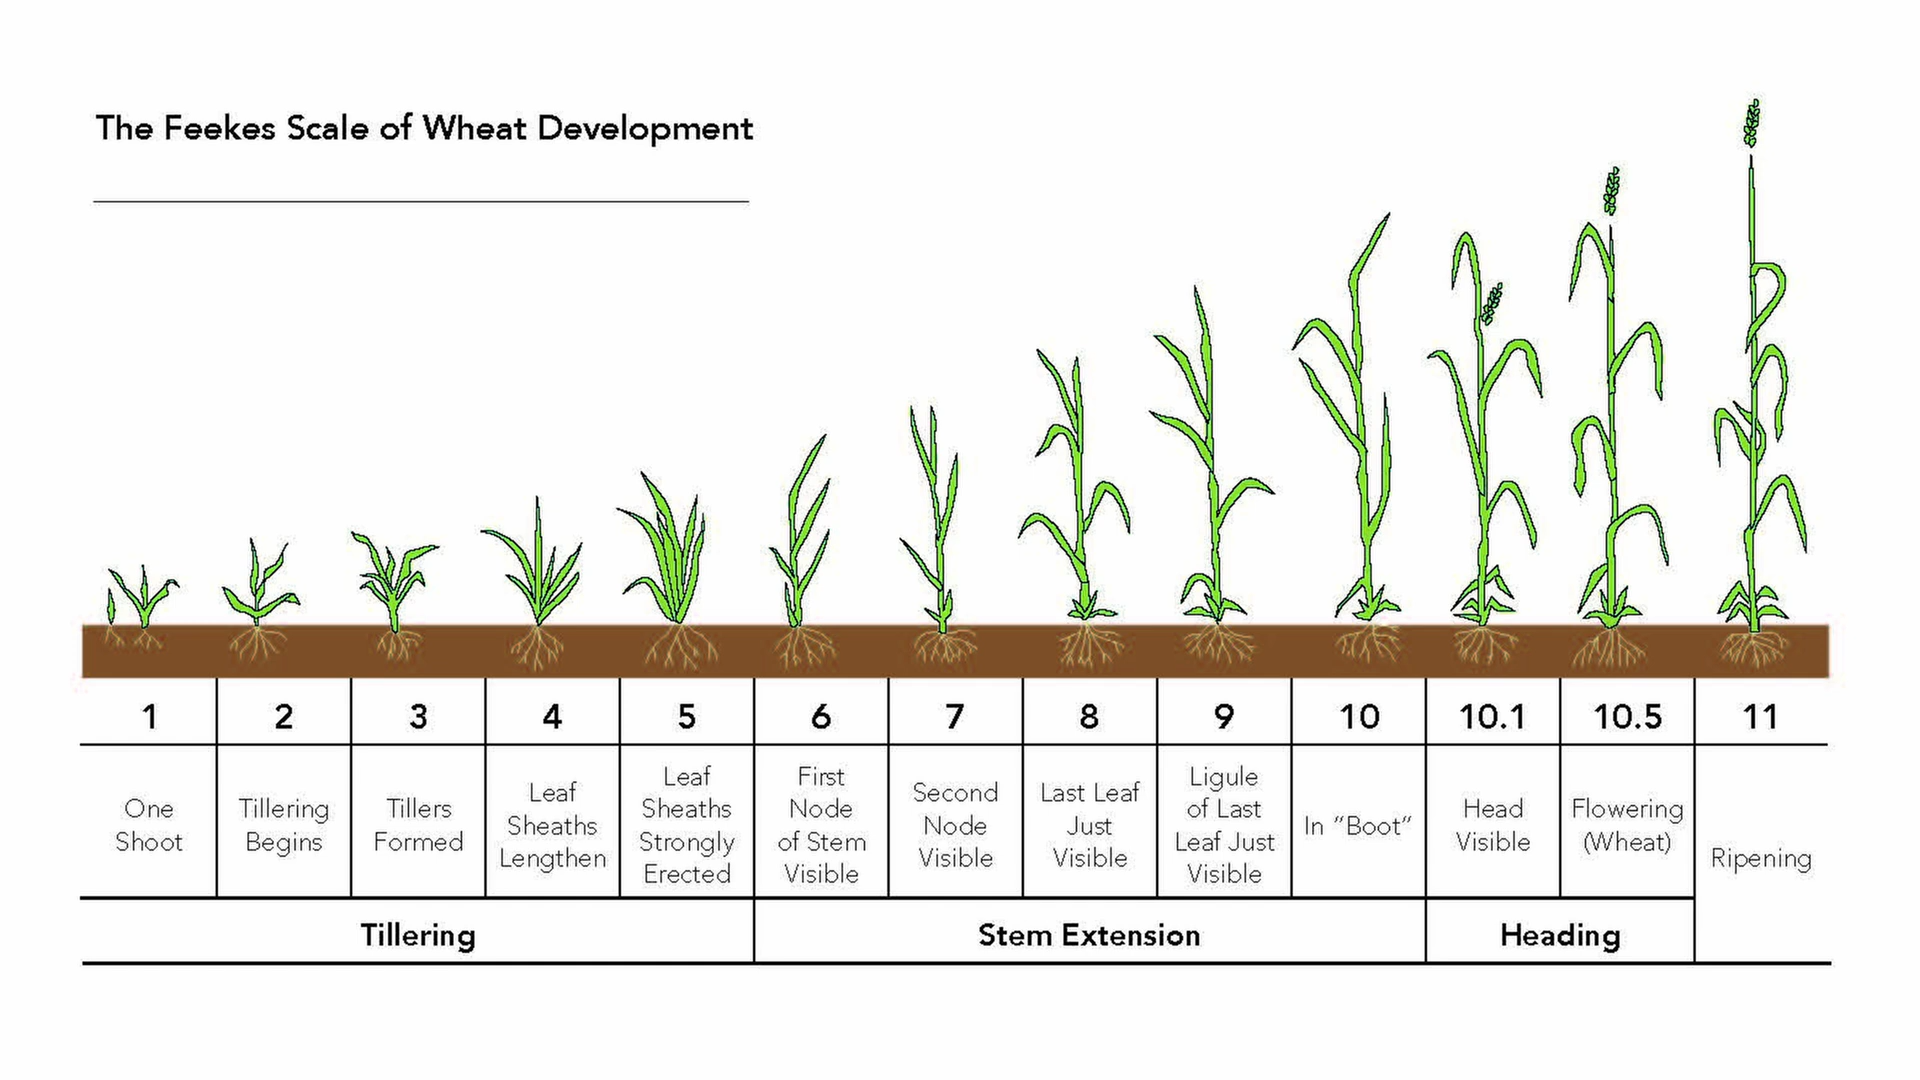 The Feekes Scale of Wheat Development
1
2
3
4
5
6
7
8
9
10
10.1
10.5
11
One
Shoot
Tillering
Begins
Tillers
Formed
Leaf
Sheaths
Lengthen
Leaf
Sheaths
Strongly
Erected
First
Node
of Stem
Visible
Second
Node
Visible
Last Leaf
Just
Visible
Ligule
of Last
Leaf Just
Visible
In “Boot”
Head
Visible
Flowering
(Wheat)
Ripening
Tillering
Stem Extension
Heading